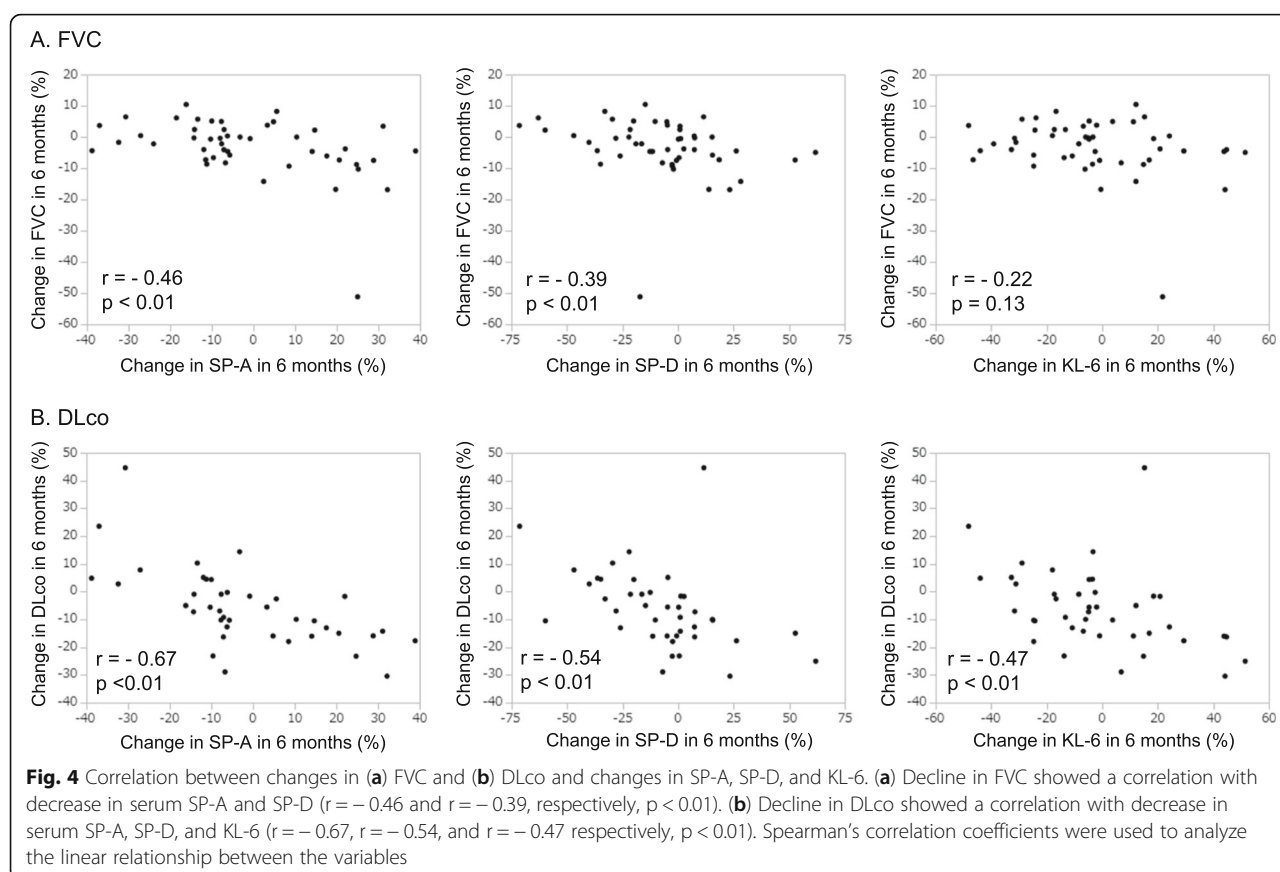 A. FVC
Change in FVC in 6 months (%)
20
10
0
-10
-20
-30
-40
-50
-60
r = - 0.46
p < 0.01
-40 -30 -20 -10 0 10 20 30 40
Change in SP-A in 6 months (%)
Change in FVC in 6 months (%)
20
10
0
-10
-20
-30
-40
-50
-60
r = - 0.39
p < 0.01
-75 -50 -25 0 25 50 75
Change in SP-D in 6 months (%)
Change in FVC in 6 months (%)
20
10
0
-10
-20
-30
-40
-50
-60
r = - 0.22
p = 0.13
-60 -40 -20 0 20 40 60
Change in KL-6 in 6 months (%)
B. DLco
Change in DLco in 6 months (%)
50
40
30
20
10
0
-10
-20
-30
-40
r = - 0.67
p <0.01
-40 -30 -20 -10 0 10 20 30 40
Change in SP-A in 6 months (%)
Change in DLco in 6 months (%)
50
40
30
20
10
0
-10
-20
-30
-40
r = - 0.54
p < 0.01
-75 -50 -25 0 25 50 75
Change in SP-D in 6 months (%)
Change in DLco in 6 months (%)
50
40
30
20
10
0
-10
-20
-30
-40
r = - 0.47
p < 0.01
-60 -40 -20 0 20 40 60
Change in KL-6 in 6 months (%)
Fig. 4 Correlation between changes in (a) FVC and (b) DLco and changes in SP-A, SP-D, and KL-6. (a) Decline in FVC showed a correlation with
decrease in serum SP-A and SP-D (r = − 0.46 and r = − 0.39, respectively, p < 0.01). (b) Decline in DLco showed a correlation with decrease in
serum SP-A, SP-D, and KL-6 (r = − 0.67, r = − 0.54, and r = − 0.47 respectively, p < 0.01). Spearman's correlation coefficients were used to analyze
the linear relationship between the variables